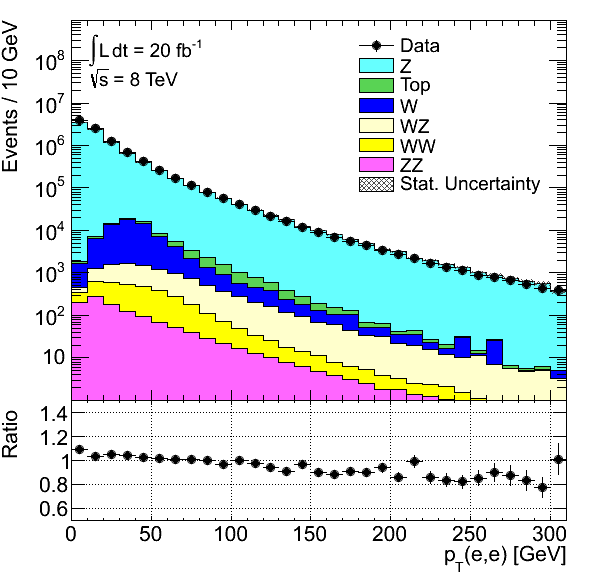 Events / 10 GeV
10⁸
10⁷
10⁶
10⁵
10⁴
10³
10²
10
∫L dt = 20 fb⁻¹
√s = 8 TeV
Data
Z
Top
W
WZ
WW
ZZ
Stat. Uncertainty
Ratio
1.4
1.2
1
0.8
0.6
0 50 100 150 200 250 300
p_T(e,e) [GeV]